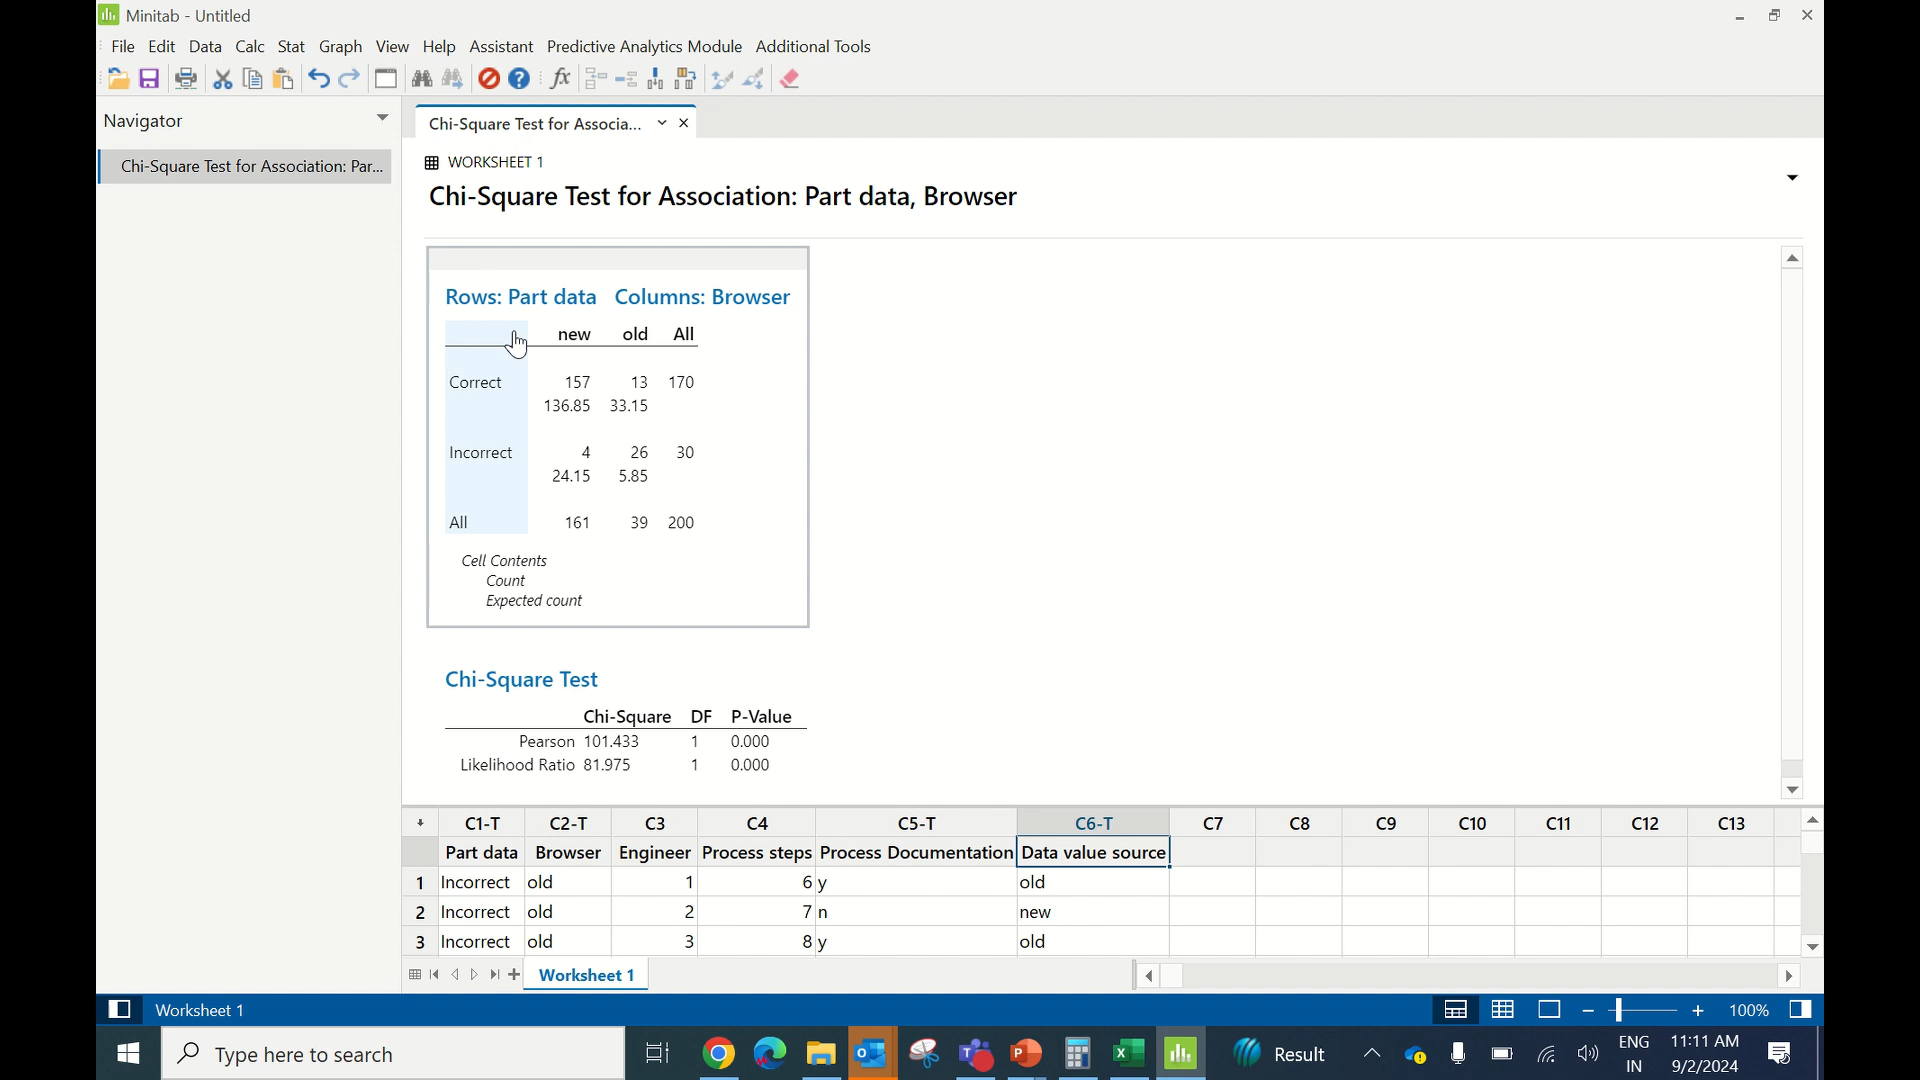 Minitab - Untitled
File Edit Data Calc Stat Graph View Help Assistant Predictive Analytics Module Additional Tools
Navigator
Chi-Square Test for Associa...
Chi-Square Test for Association: Par...
WORKSHEET 1
Chi-Square Test for Association: Part data, Browser
Rows: Part data Columns: Browser
new old All
Correct 157 13 170
136.85 33.15
Incorrect 4 26 30
24.15 5.85
All 161 39 200
Cell Contents
Count
Expected count
Chi-Square Test
Chi-Square DF P-Value
Pearson 101.433 1 0.000
Likelihood Ratio 81.975 1 0.000
C1-T C2-T C3 C4 C5-T C6-T C7 C8 C9 C10 C11 C12 C13
Part data Browser Engineer Process steps Process Documentation Data value source
1 Incorrect old 1 6 y old
2 Incorrect old 2 7 n new
3 Incorrect old 3 8 y old
Worksheet 1
Worksheet 1 100%
Type here to search Result ENG 11:11 AM
IN 9/2/2024